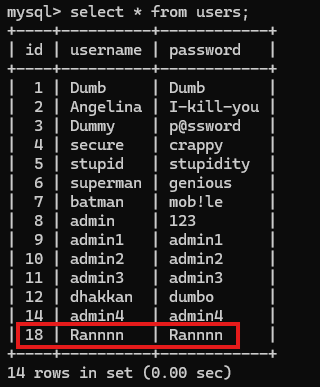 mysql> select * from users;
+----+----------+------------+
| id | username | password   |
+----+----------+------------+
|  1 | Dumb     | Dumb       |
|  2 | Angelina | I-kill-you |
|  3 | Dummy    | p@ssword   |
|  4 | secure   | crappy     |
|  5 | stupid   | stupidity  |
|  6 | superman | genious    |
|  7 | batman   | mob!le     |
|  8 | admin    | 123        |
|  9 | admin1   | admin1     |
| 10 | admin2   | admin2     |
| 11 | admin3   | admin3     |
| 12 | dhakkan  | dumbo      |
| 14 | admin4   | admin4     |
| 18 | Rannnn   | Rannnn     |
+----+----------+------------+
14 rows in set (0.00 sec)